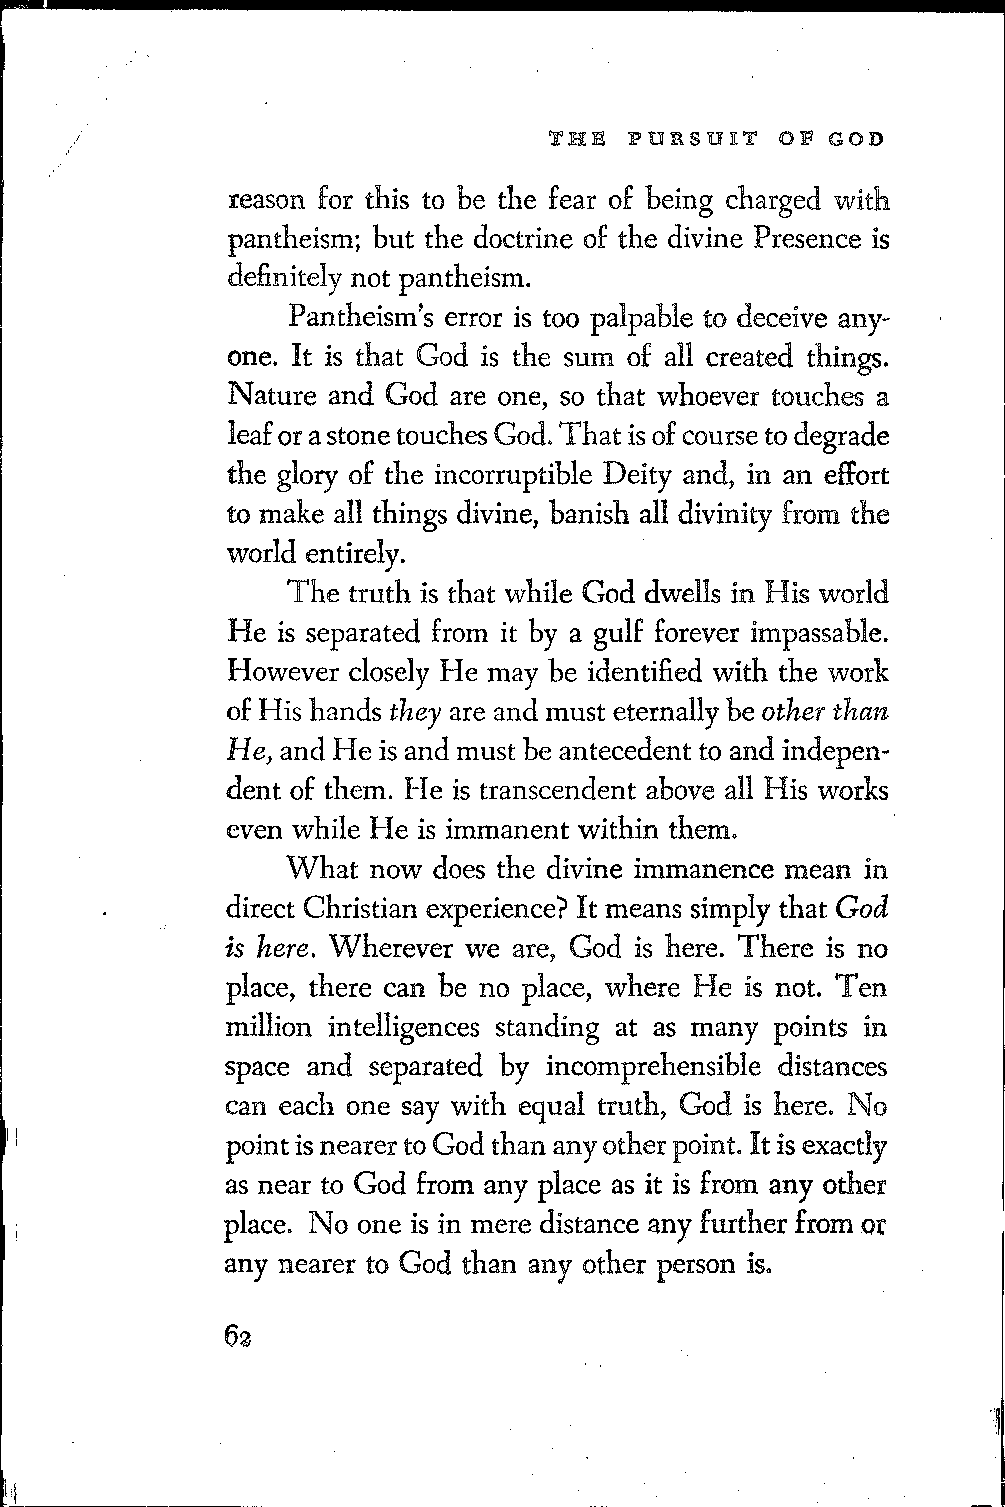 THE PURSUIT OF GOD
reason for this to be the fear of being charged with
pantheism; but the doctrine of the divine Presence is
definitely not pantheism.
Pantheism's error is too palpable to deceive any-
one. It is that God is the sum of all created things.
Nature and God are one, so that whoever touches a
leaf or a stone touches God. That is of course to degrade
the glory of the incorruptible Deity and, in an effort
to make all things divine, banish all divinity from the
world entirely.
The truth is that while God dwells in His world
He is separated from it by a gulf forever impassable.
However closely He may be identified with the work
of His hands they are and must eternally be other than
He, and He is and must be antecedent to and indepen-
dent of them. He is transcendent above all His works
even while He is immanent within them.
What now does the divine immanence mean in
direct Christian experience? It means simply that God
is here. Wherever we are, God is here. There is no
place, there can be no place, where He is not. Ten
million intelligences standing at as many points in
space and separated by incomprehensible distances
can each one say with equal truth, God is here. No
point is nearer to God than any other point. It is exactly
as near to God from any place as it is from any other
place. No one is in mere distance any further from or
any nearer to God than any other person is.
62